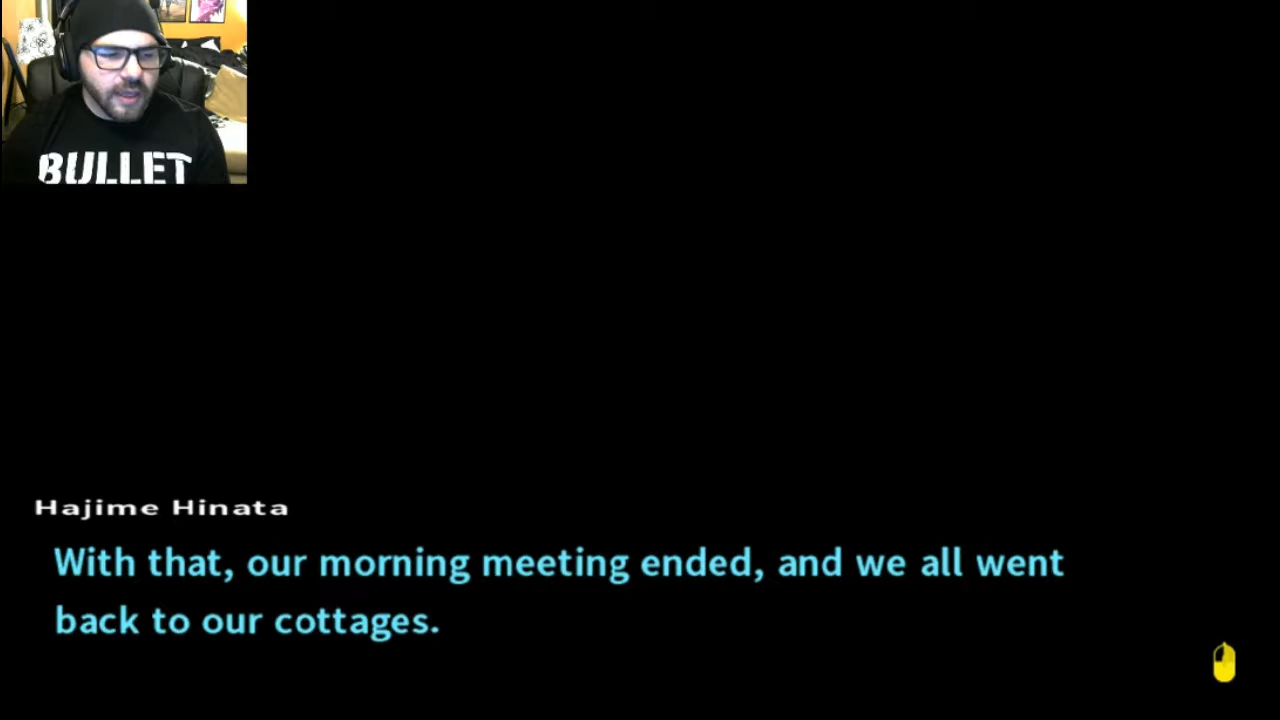 BULLET
Hajime Hinata
With that, our morning meeting ended, and we all went
back to our cottages.